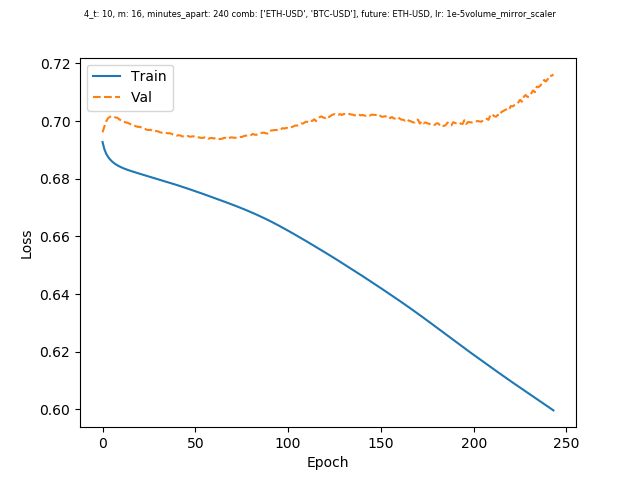 4_t: 10, m: 16, minutes_apart: 240 comb: ['ETH-USD', 'BTC-USD'], future: ETH-USD, lr: 1e-5volume_mirror_scaler
Train
Val
0.72
0.70
0.68
0.66
0.64
0.62
0.60
Loss
0 50 100 150 200 250
Epoch